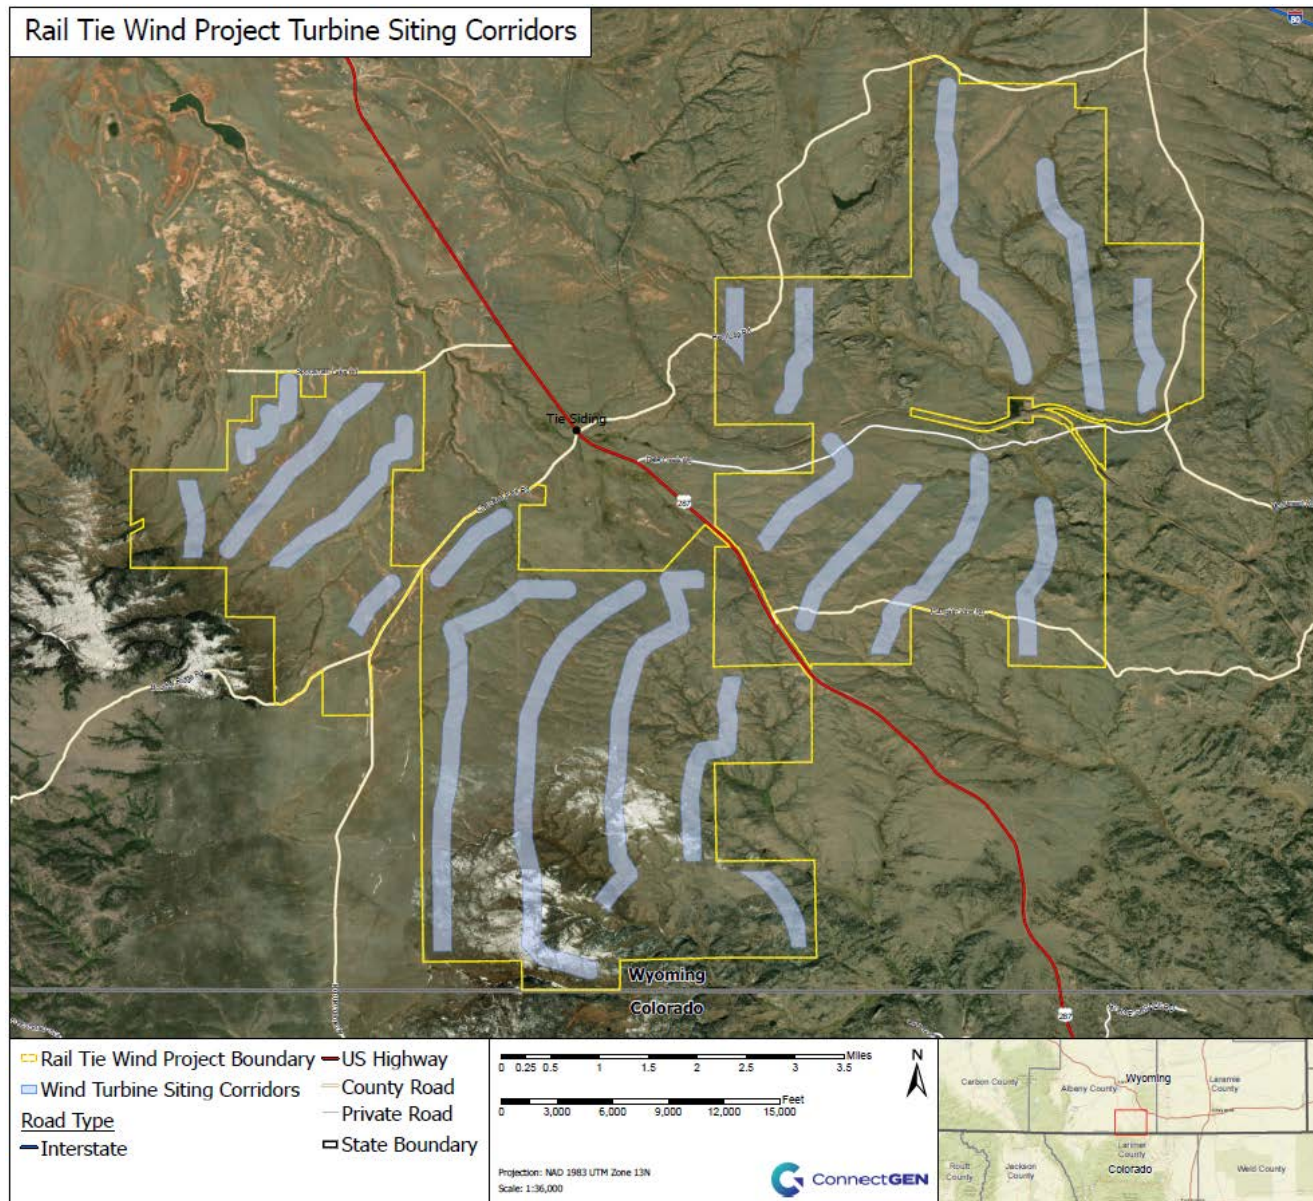 Rail Tie Wind Project Turbine Siting Corridors
80
Tie Siding
287
Wyoming
Colorado
287
Rail Tie Wind Project Boundary
Wind Turbine Siting Corridors
Road Type
Interstate
US Highway
County Road
Private Road
State Boundary
0 0.25 0.5 1 1.5 2 2.5 3 3.5 Miles
0 3,000 6,000 9,000 12,000 15,000 Feet
Projection: NAD 1983 UTM Zone 13N
Scale: 1:36,000
N
ConnectGEN
Carbon County
Albany County
Wyoming
Laramie County
Larimer County
Routt County
Jackson County
Colorado
Weld County